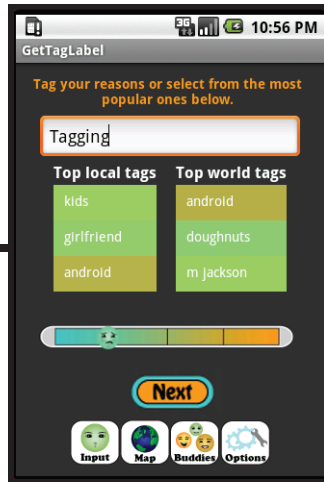 3G 10:56 PM
GetTagLabel
Tag your reasons or select from the most
popular ones below.
Tagging
Top local tags
kids
girlfriend
android
Top world tags
android
doughnuts
m jackson
Next
Input Map Buddies Options